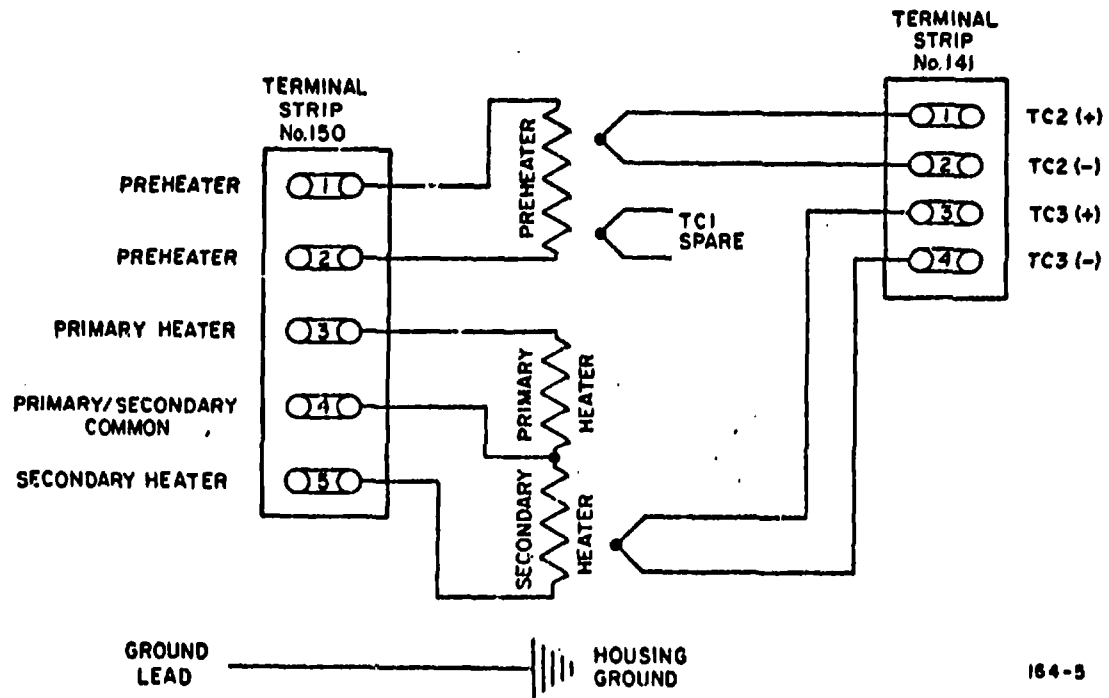 TERMINAL
STRIP
No.150
PREHEATER
1
PREHEATER
2
PRIMARY HEATER
3
PRIMARY/SECONDARY
COMMON
4
SECONDARY HEATER
5
PREHEATER
TC1
SPARE
PRIMARY
HEATER
SECONDARY
HEATER
TERMINAL
STRIP
No.141
1
TC2 (+)
2
TC2 (-)
3
TC3 (+)
4
TC3 (-)
GROUND
LEAD
HOUSING
GROUND
164-5